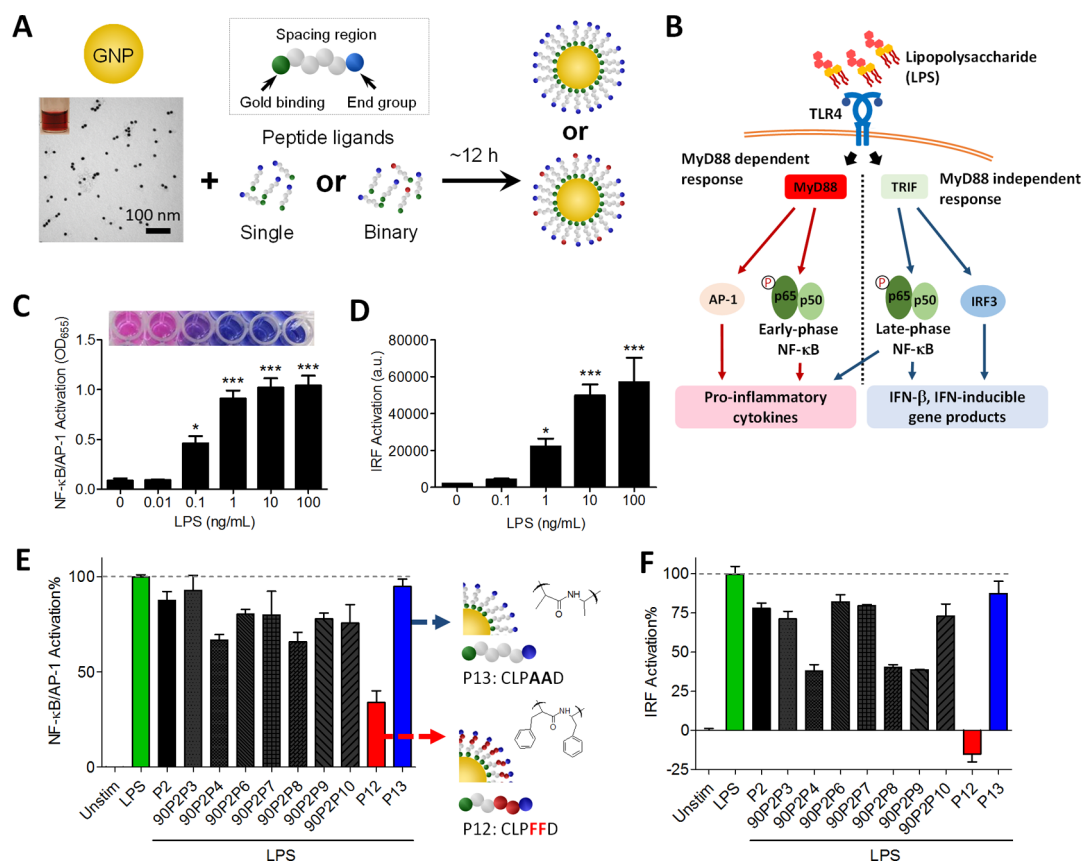 A
GNP
100 nm
Spacing region
Gold binding
End group
Peptide ligands
+
or
Single
Binary
~12 h
or
B
Lipopolysaccharide
(LPS)
TLR4
MyD88 dependent
response
MyD88
TRIF
MyD88 independent
response
AP-1
P
p65
p50
Early-phase
NF-κB
P
p65
p50
Late-phase
NF-κB
IRF3
Pro-inflammatory
cytokines
IFN-β, IFN-inducible
gene products
C
NF-κB/AP-1 Activation (OD655)
1.5
1.0
0.5
0.0
*
***
***
***
0 0.01 0.1 1 10 100
LPS (ng/mL)
D
IRF Activation (a.u.)
80000
60000
40000
20000
0
*
***
***
0 0.1 1 10 100
LPS (ng/mL)
E
NF-κB/AP-1 Activation%
100
50
0
Unstim
LPS
P2
90P2P3
90P2P4
90P2P6
90P2P7
90P2P8
90P2P9
90P2P10
P12
P13
LPS
NH
O
P13: CLPAAD
NH
O
P12: CLPFFD
F
IRF Activation%
100
75
50
25
0
-25
Unstim
LPS
P2
90P2P3
90P2P4
90P2P6
90P2P7
90P2P8
90P2P9
90P2P10
P12
P13
LPS